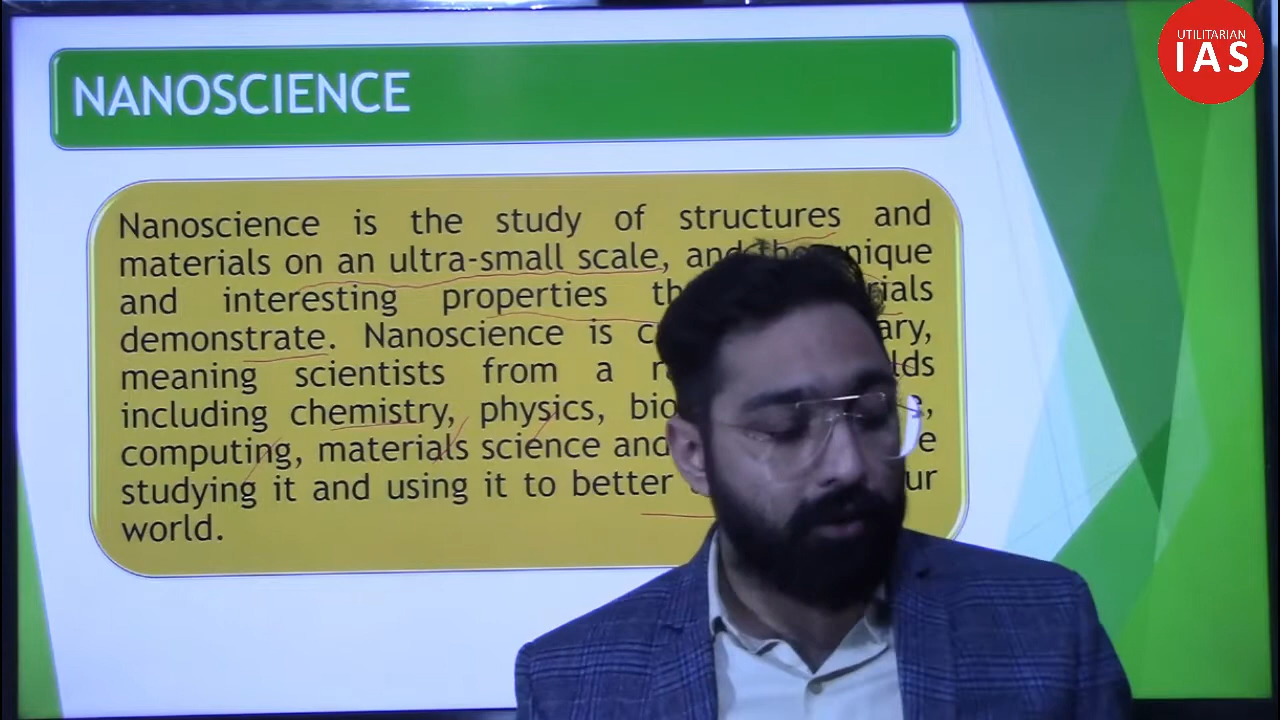 UTILITARIAN
IAS
NANOSCIENCE
Nanoscience is the study of structures and
materials on an ultra-small scale, and unique
and interesting properties
demonstrate. Nanoscience is
meaning scientists from a
including chemistry, physics,
computing, materials science and
studying it and using it to better
world.